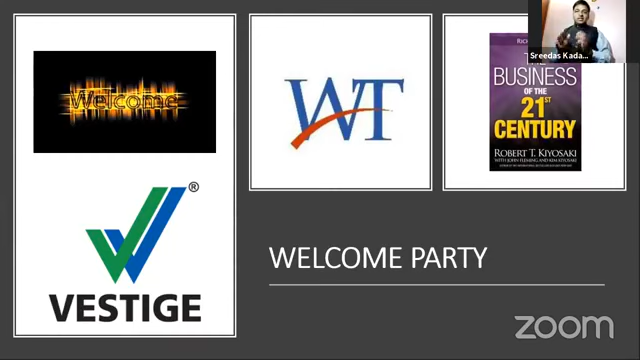 Welcome
VESTIGE
®
WT
THE
BUSINESS
OF THE
21ST
CENTURY
ROBERT T. KIYOSAKI
WITH JOHN FLEMING AND KIM KIYOSAKI
Sreedas Kada...
WELCOME PARTY
zoom